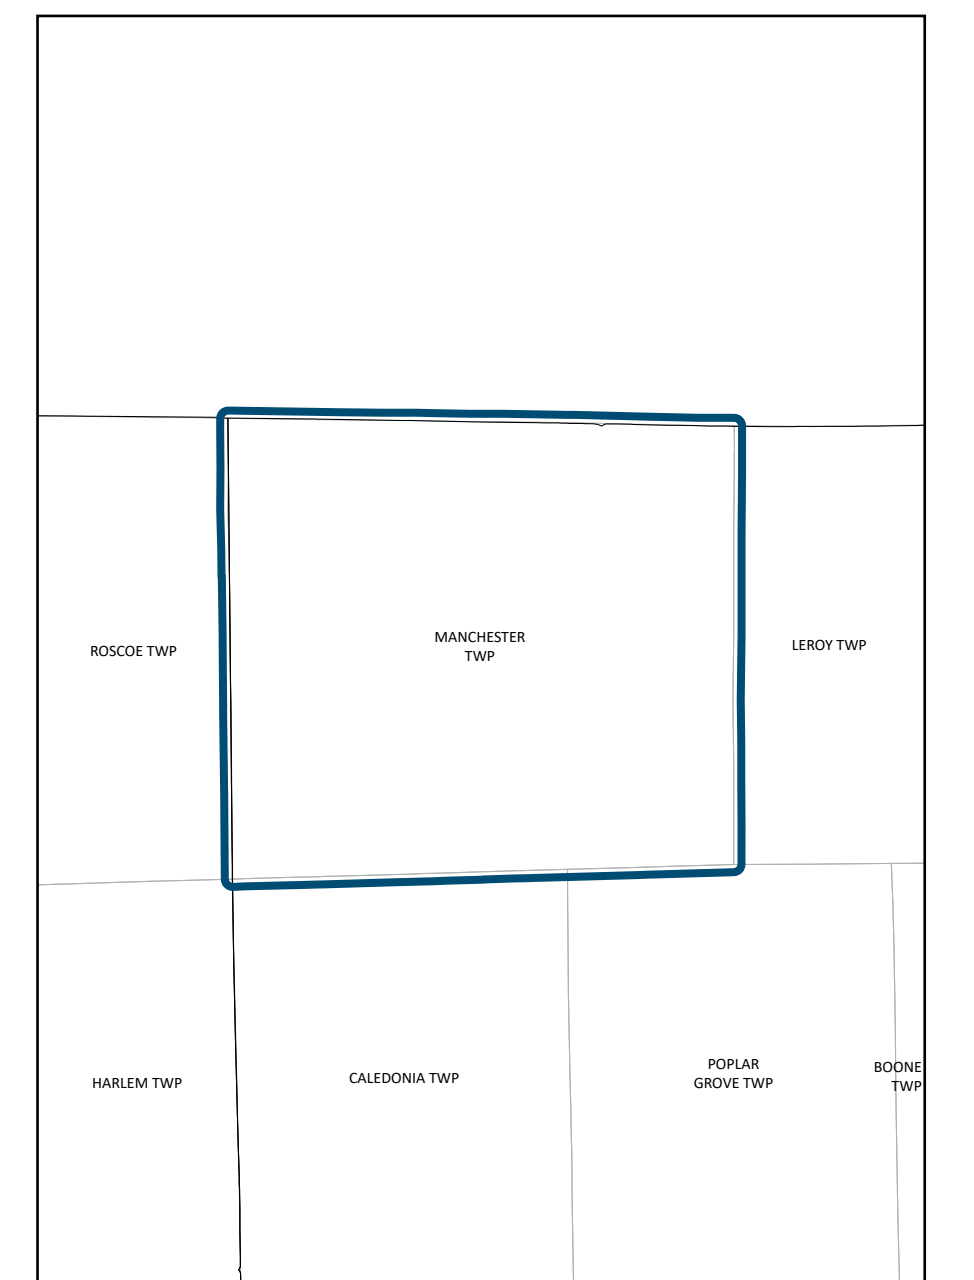 ROSCOE TWP
MANCHESTER
TWP
LEROY TWP
HARLEM TWP
CALEDONIA TWP
POPLAR
GROVE TWP
BOONE
TWP